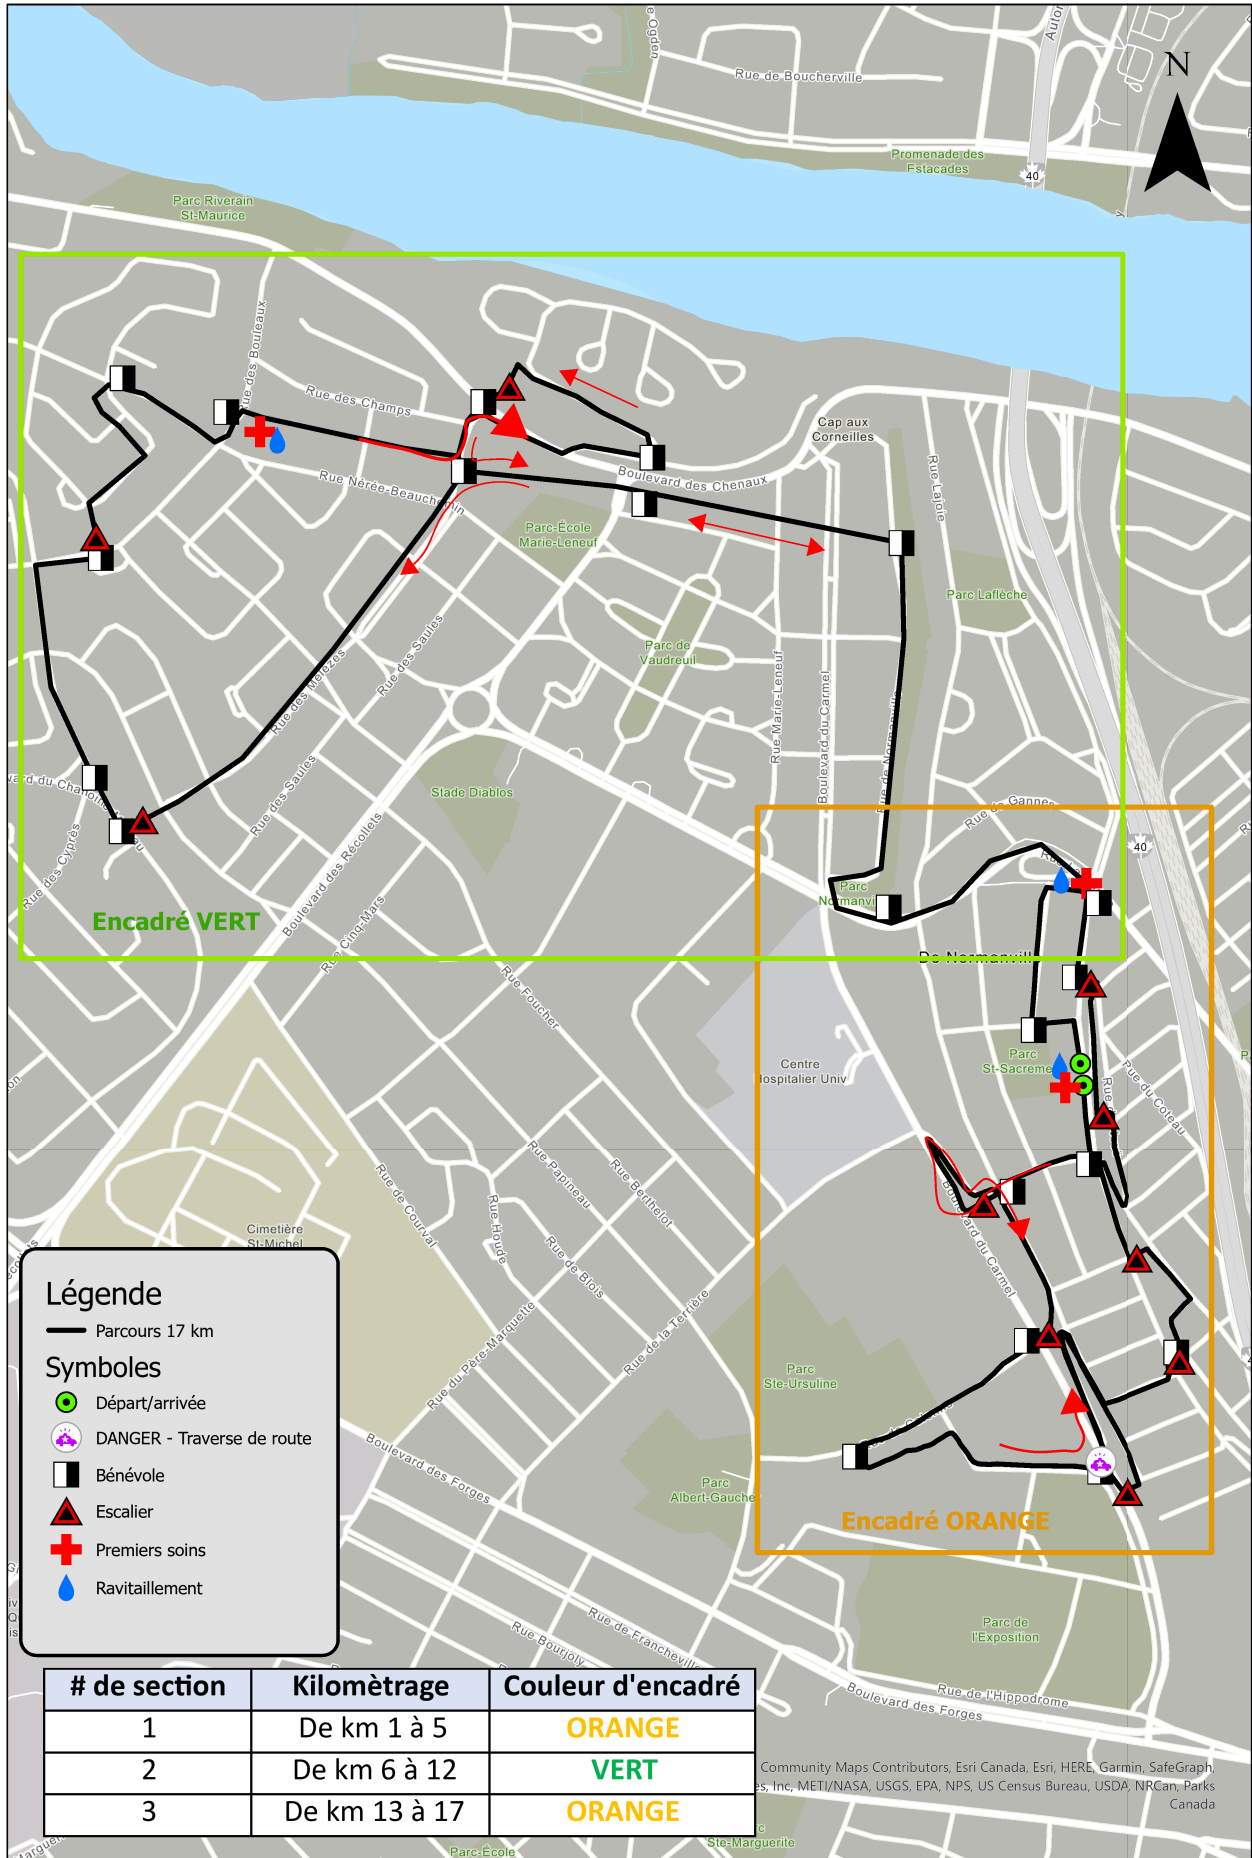 Rue de Boucherville
N
Promenade des
Estacades
40
Parc Riverain
St-Maurice
Rue des Bouleaux
Rue des Champs
Cap aux
Corneilles
Rue Lajoie
Boulevard des Chenaux
Rue Nérée-Beauchemin
Parc-École
Marie-Leneuf
Parc Laflèche
Parc de
Vaudreuil
Rue des Saules
Rue des Mélèzes
Rue Marie-Leneuf
Boulevard du Carmel
Stade Diablos
Rue des Saules
Rue des Cyprès
Boulevard des Récollets
Rue de Gannes
40
Parc
Encadré VERT
Rue Cinq-Mars
Rue Foucher
Parc
Centre
Rue du Coteau
Rue Papineau
Rue Berthelot
Rue de Courval
Rue Houde
Rue de Blois
Boulevard du Carmel
Cimetière
St-Michel
Rue du Père-Marquette
Rue de la Terrière
Parc
Ste-Ursuline
Légende
Parcours 17 km
Symboles
Départ/arrivée
DANGER - Traverse de route
Bénévole
Escalier
Premiers soins
Ravitaillement
Boulevard des Forges
Parc
Albert-Gauche
Encadré ORANGE
Parc de
l'Exposition
Rue de Francheville
Rue Bourjoly
Rue de l'Hippodrome
Boulevard des Forges
# de section Kilomètrage Couleur d'encadré
1 De km 1 à 5 ORANGE
2 De km 6 à 12 VERT
3 De km 13 à 17 ORANGE
Community Maps Contributors, Esri Canada, Esri, HERE, Garmin, SafeGraph,
Inc, METI/NASA, USGS, EPA, NPS, US Census Bureau, USDA, NRCan, Parks
Canada
Ste-Marguerite
Parc-École